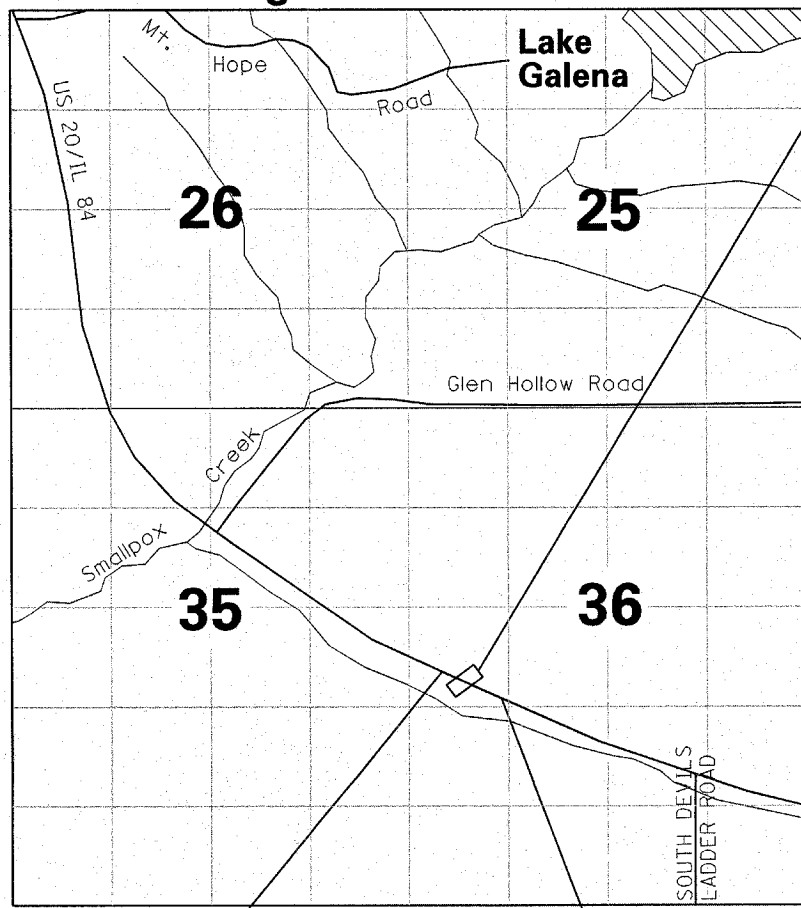 Lake
Galena
Mt.
Hope
Road
US 20/IL 84
26
25
Glen Hollow Road
Creek
Smallpox
35
36
SOUTH DEVILS
LADDER ROAD